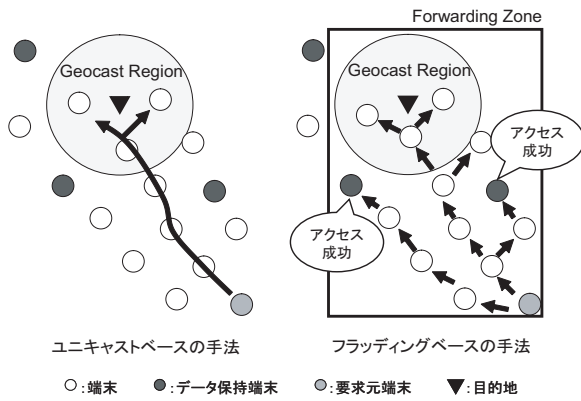 Forwarding Zone
Geocast Region
Geocast Region
アクセス
成功
アクセス
成功
ユニキャストベースの手法
フラッディングベースの手法
○:端末 ●:データ保持端末 ●:要求元端末 ▼:目的地